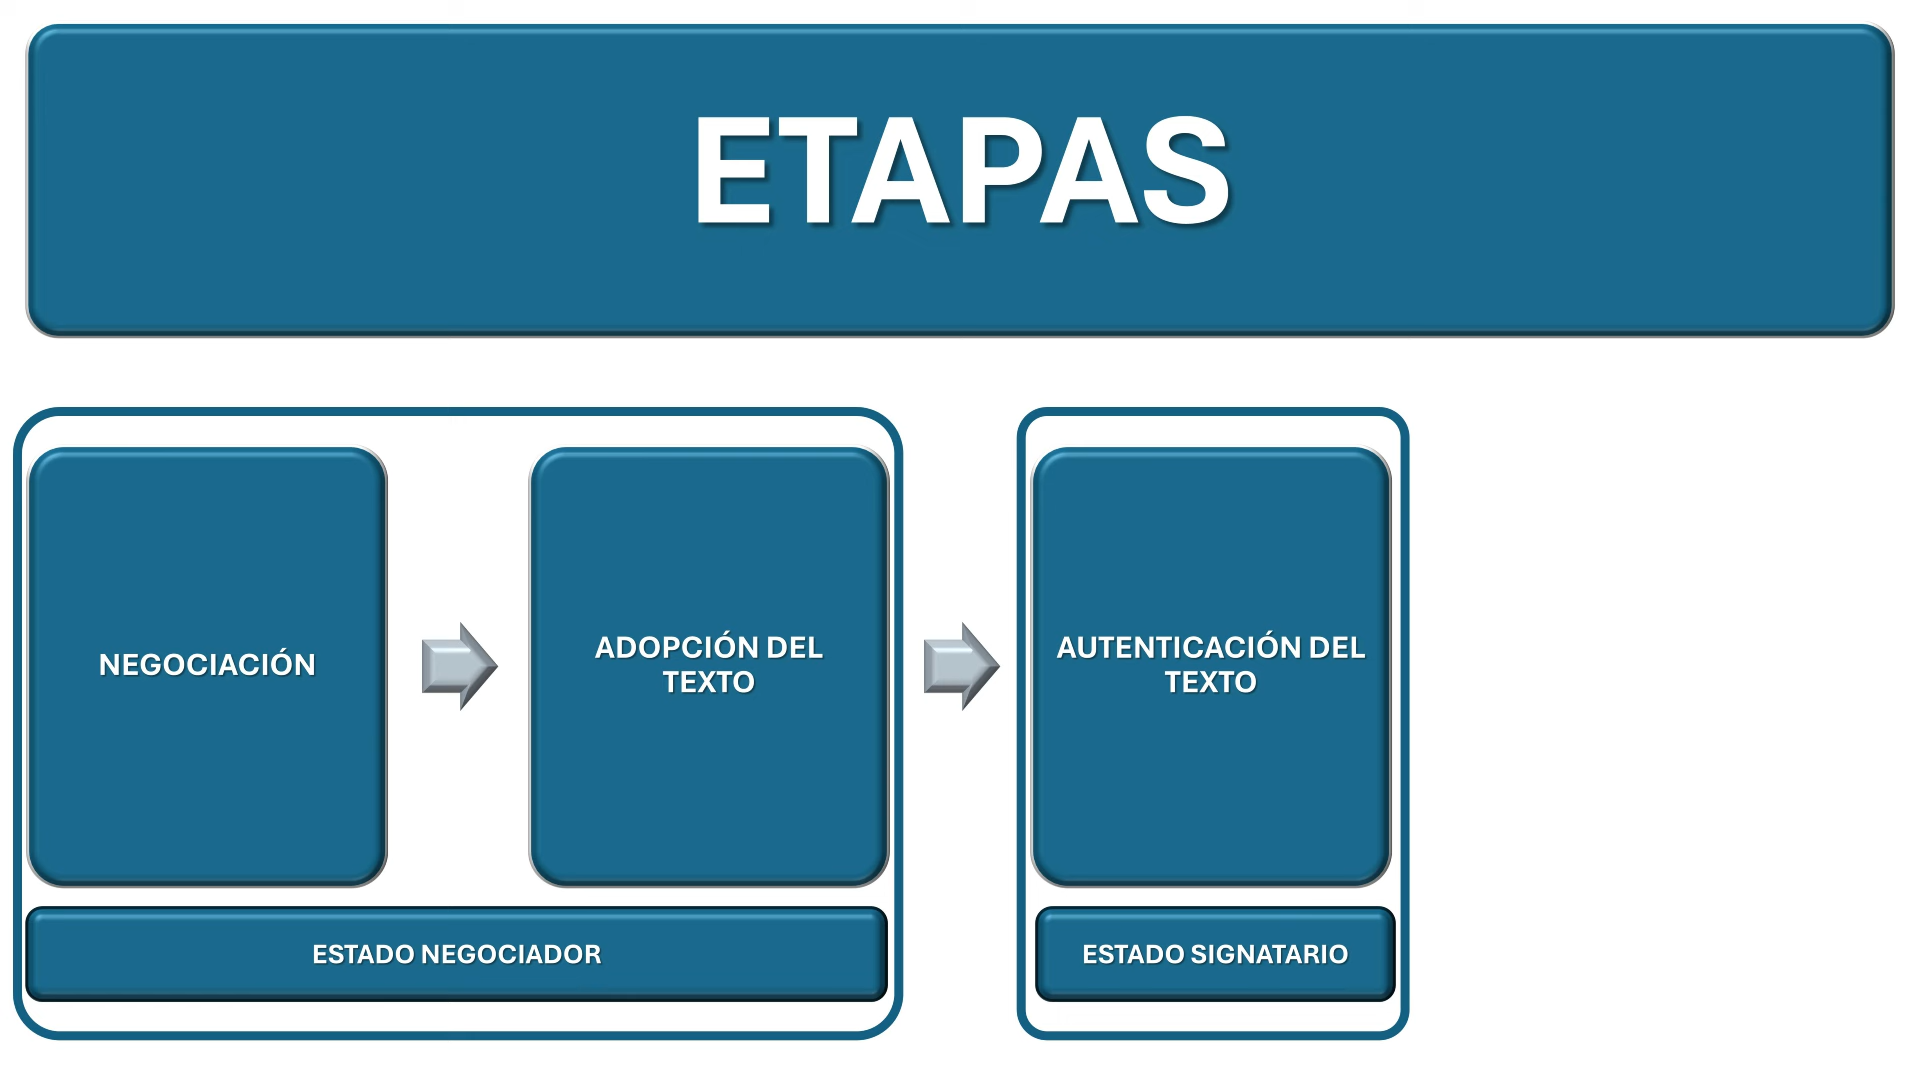 ETAPAS
NEGOCIACIÓN
ADOPCIÓN DEL
TEXTO
AUTENTICACIÓN DEL
TEXTO
ESTADO NEGOCIADOR
ESTADO SIGNATARIO